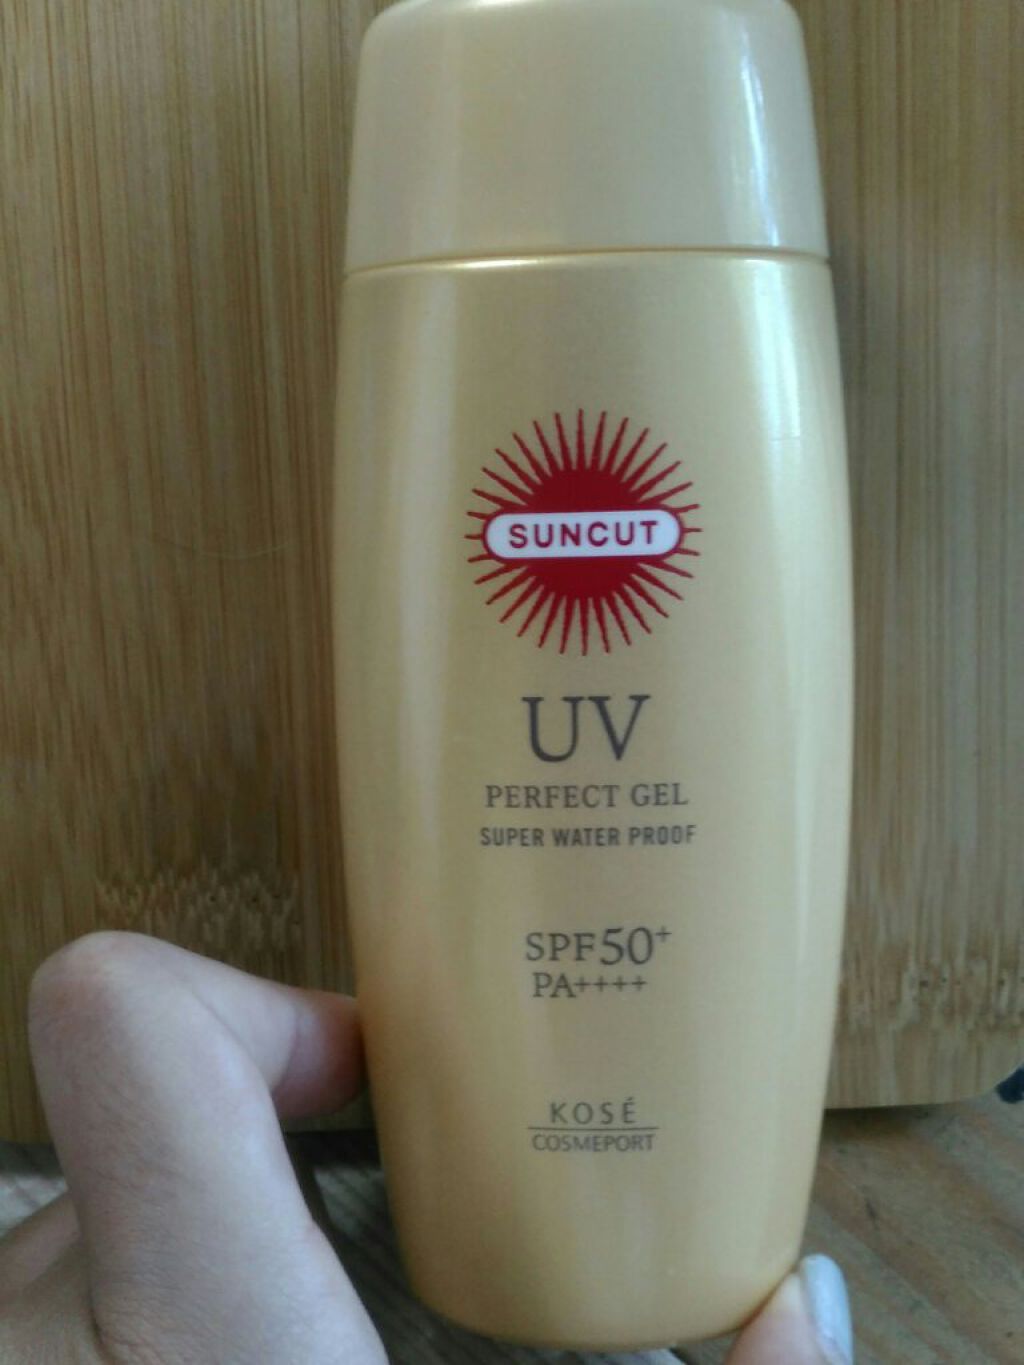 SUNCUT
UV
PERFECT GEL
SUPER WATER PROOF
SPF50+
PA++++
KOSÉ
COSMEPORT